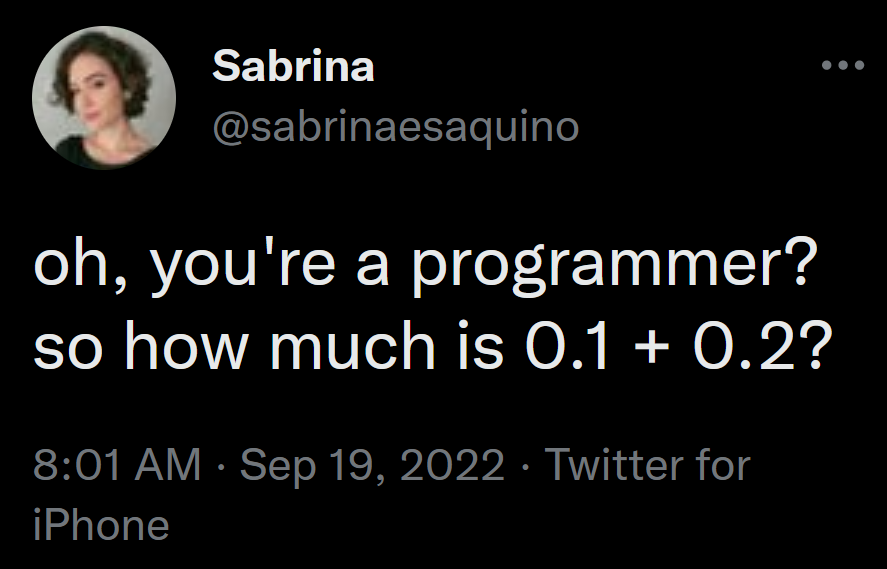 Sabrina
@sabrinaesaquino
oh, you're a programmer?
so how much is 0.1 + 0.2?
8:01 AM · Sep 19, 2022 · Twitter for
iPhone